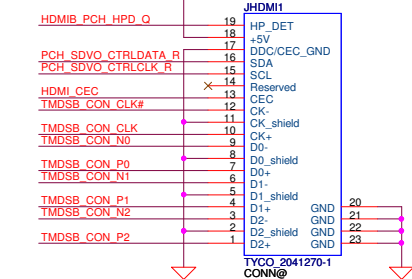 JHDMI1
HDMIB_PCH_HPD_Q 19 HP_DET
18 +5V
17 DDC/CEC_GND
PCH_SDVO_CTRLDATA_R 16 SDA
PCH_SDVO_CTRLCLK_R 15 SCL
14 Reserved
HDMI_CEC 13 CEC
TMDSB_CON_CLK# 12 CK-
11 CK_shield
TMDSB_CON_CLK 10 CK+
TMDSB_CON_N0 9 D0-
8 D0_shield
TMDSB_CON_P0 7 D0+
TMDSB_CON_N1 6 D1-
5 D1_shield
TMDSB_CON_P1 4 D1+ GND 20
TMDSB_CON_N2 3 D2- GND 21
2 D2_shield GND 22
TMDSB_CON_P2 1 D2+ GND 23
TYCO_2041270-1
CONN@